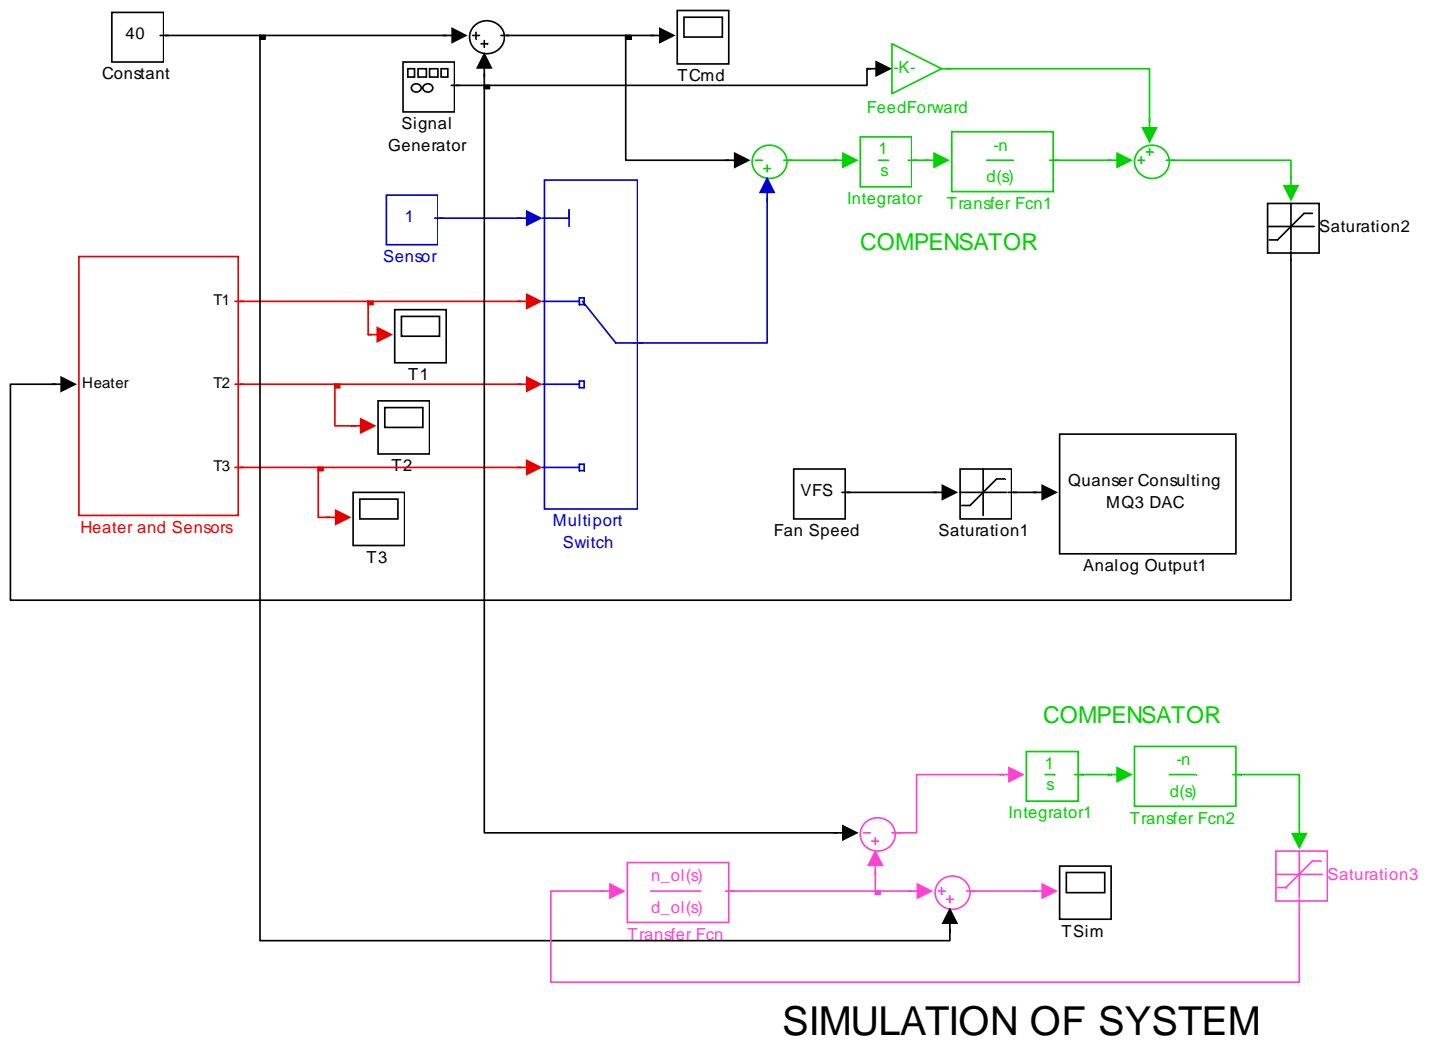 40
Constant
+
+
TCmd
Signal
Generator
-K-
FeedForward
-
+
1
s
Integrator
-n
d(s)
Transfer Fcn1
+
+
COMPENSATOR
Saturation2
1
Sensor
T1
T1
Heater
T2
T2
T3
T3
Heater and Sensors
Multiport
Switch
VFS
Fan Speed
Saturation1
Quanser Consulting
MQ3 DAC
Analog Output1
COMPENSATOR
1
s
Integrator1
-n
d(s)
Transfer Fcn2
-
+
n_ol(s)
d_ol(s)
Transfer Fcn
+
+
TSim
Saturation3
SIMULATION OF SYSTEM